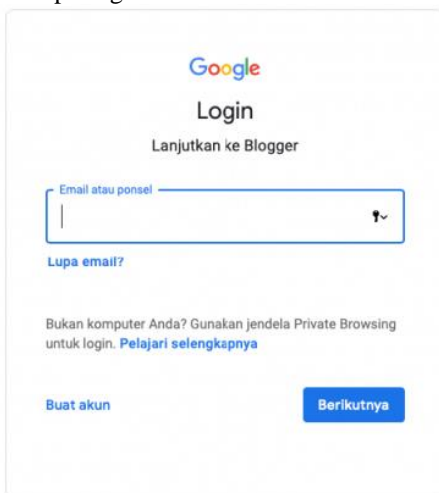 Google
Login
Lanjutkan ke Blogger
Email atau ponsel
Lupa email?
Bukan komputer Anda? Gunakan jendela Private Browsing
untuk login. Pelajari selengkapnya
Buat akun
Berikutnya